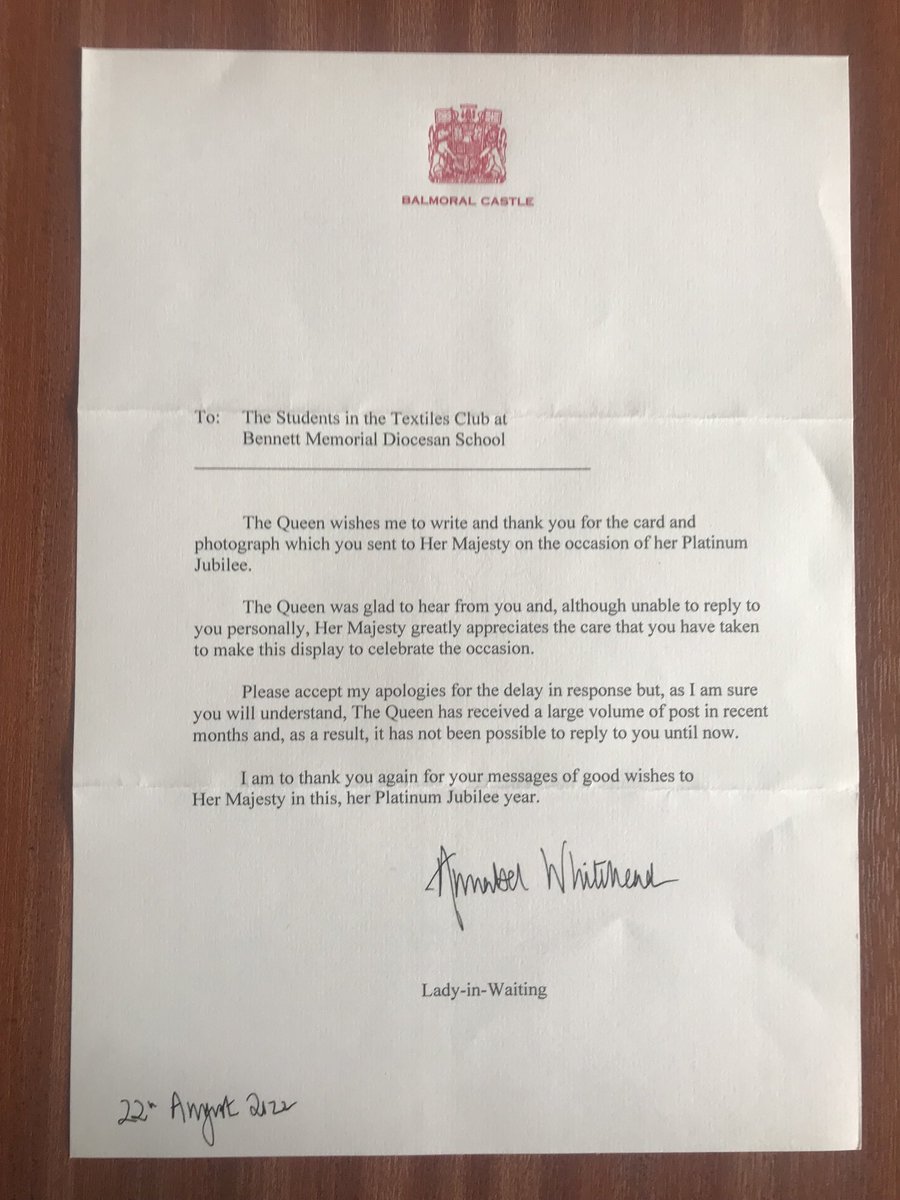 BALMORAL CASTLE
To: The Students in the Textiles Club at
Bennett Memorial Diocesan School
The Queen wishes me to write and thank you for the card and
photograph which you sent to Her Majesty on the occasion of her Platinum
Jubilee.
The Queen was glad to hear from you and, although unable to reply to
you personally, Her Majesty greatly appreciates the care that you have taken
to make this display to celebrate the occasion.
Please accept my apologies for the delay in response but, as I am sure
you will understand, The Queen has received a large volume of post in recent
months and, as a result, it has not been possible to reply to you until now.
I am to thank you again for your messages of good wishes to
Her Majesty in this, her Platinum Jubilee year.
Annabel Whitehead
Lady-in-Waiting
22nd August 2022